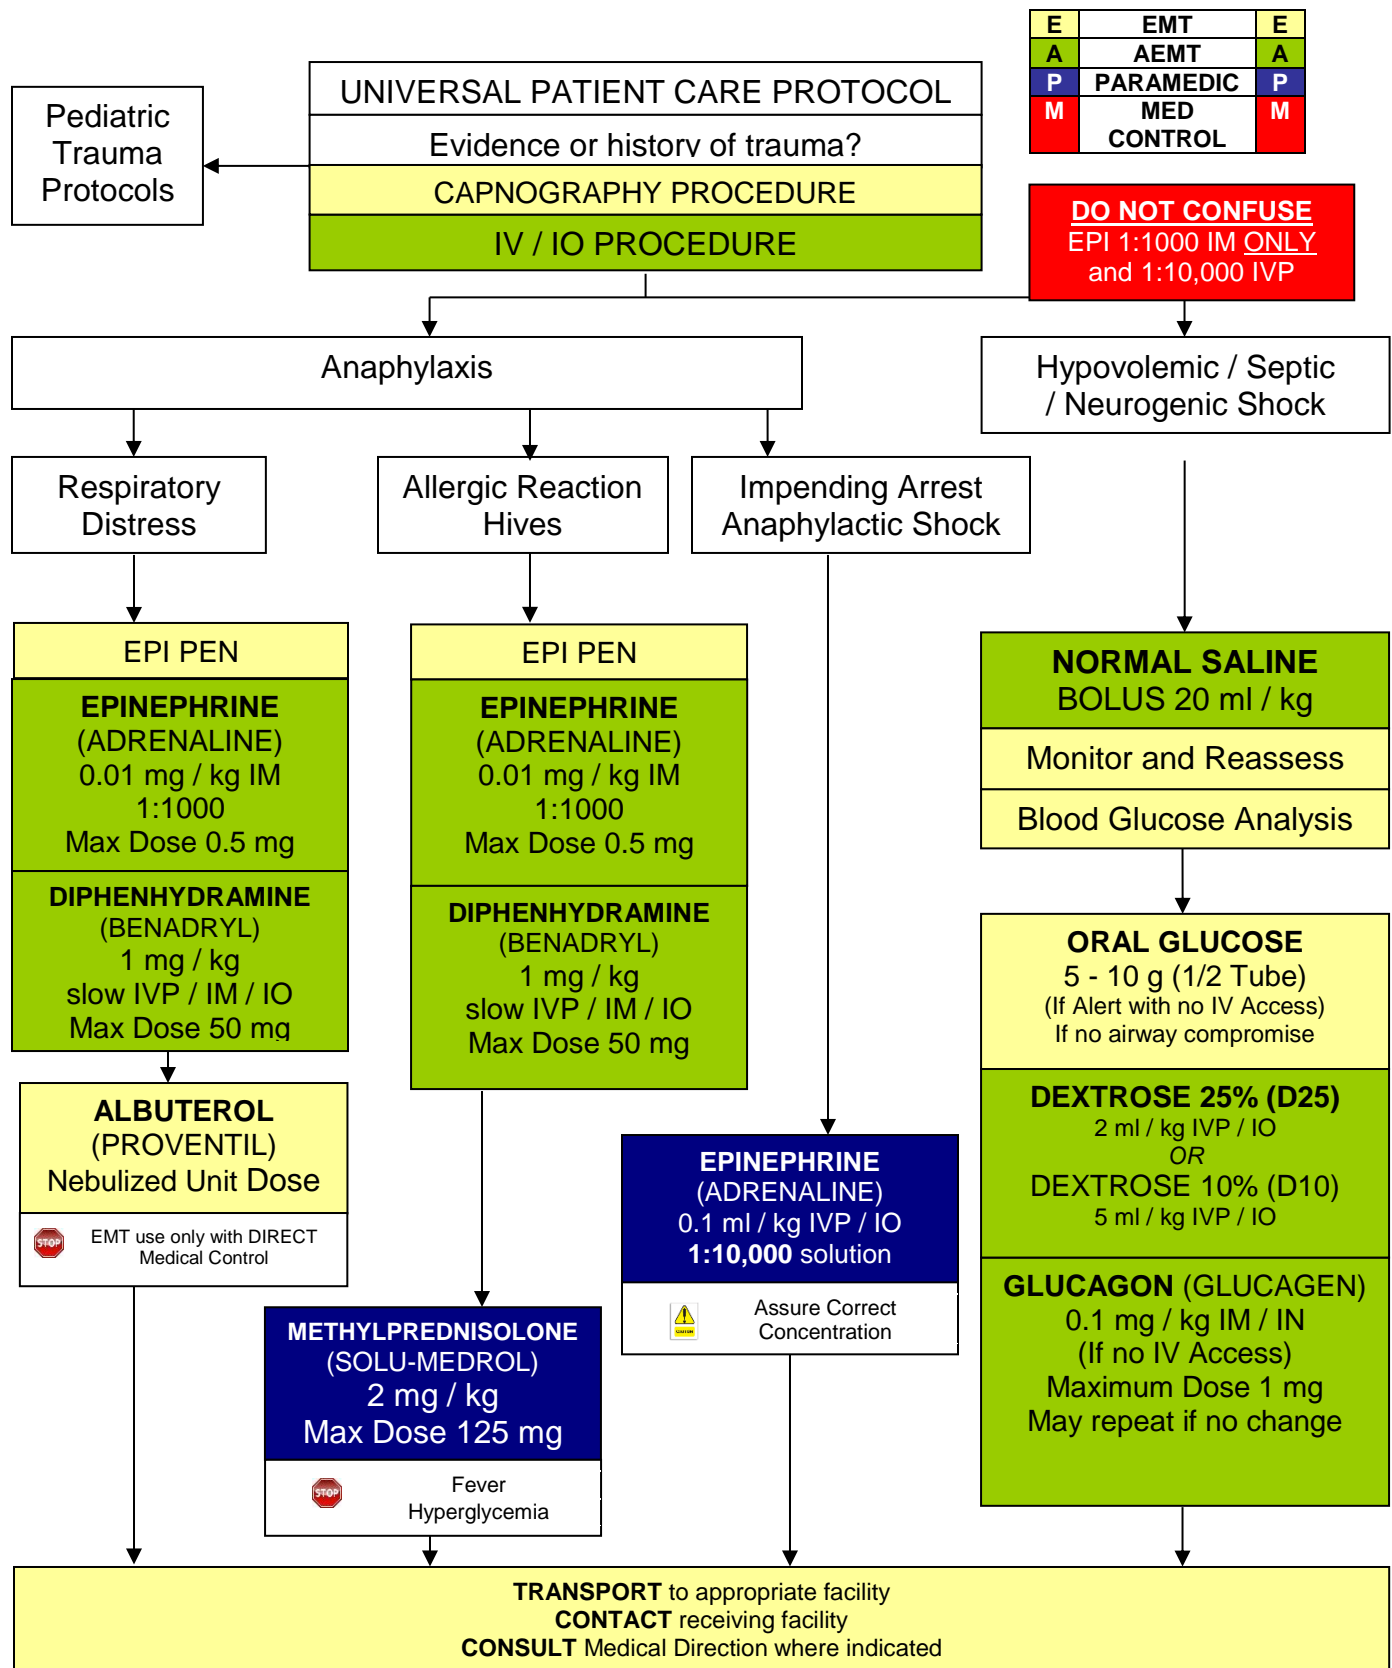 E EMT E
A AEMT A
P PARAMEDIC P
M MED M
CONTROL
Pediatric
Trauma
Protocols
UNIVERSAL PATIENT CARE PROTOCOL
Evidence or history of trauma?
CAPNOGRAPHY PROCEDURE
IV / IO PROCEDURE
DO NOT CONFUSE
EPI 1:1000 IM ONLY
and 1:10,000 IVP
Anaphylaxis
Hypovolemic / Septic
/ Neurogenic Shock
Respiratory
Distress
Allergic Reaction
Hives
Impending Arrest
Anaphylactic Shock
EPI PEN
EPINEPHRINE
(ADRENALINE)
0.01 mg / kg IM
1:1000
Max Dose 0.5 mg
DIPHENHYDRAMINE
(BENADRYL)
1 mg / kg
slow IVP / IM / IO
Max Dose 50 mg
ALBUTEROL
(PROVENTIL)
Nebulized Unit Dose
STOP
EMT use only with DIRECT
Medical Control
EPI PEN
EPINEPHRINE
(ADRENALINE)
0.01 mg / kg IM
1:1000
Max Dose 0.5 mg
DIPHENHYDRAMINE
(BENADRYL)
1 mg / kg
slow IVP / IM / IO
Max Dose 50 mg
METHYLPREDNISOLONE
(SOLU-MEDROL)
2 mg / kg
Max Dose 125 mg
STOP
Fever
Hyperglycemia
EPINEPHRINE
(ADRENALINE)
0.1 ml / kg IVP / IO
1:10,000 solution
CAUTION
Assure Correct
Concentration
NORMAL SALINE
BOLUS 20 ml / kg
Monitor and Reassess
Blood Glucose Analysis
ORAL GLUCOSE
5 - 10 g (1/2 Tube)
(If Alert with no IV Access)
If no airway compromise
DEXTROSE 25% (D25)
2 ml / kg IVP / IO
OR
DEXTROSE 10% (D10)
5 ml / kg IVP / IO
GLUCAGON (GLUCAGEN)
0.1 mg / kg IM / IN
(If no IV Access)
Maximum Dose 1 mg
May repeat if no change
TRANSPORT to appropriate facility
CONTACT receiving facility
CONSULT Medical Direction where indicated